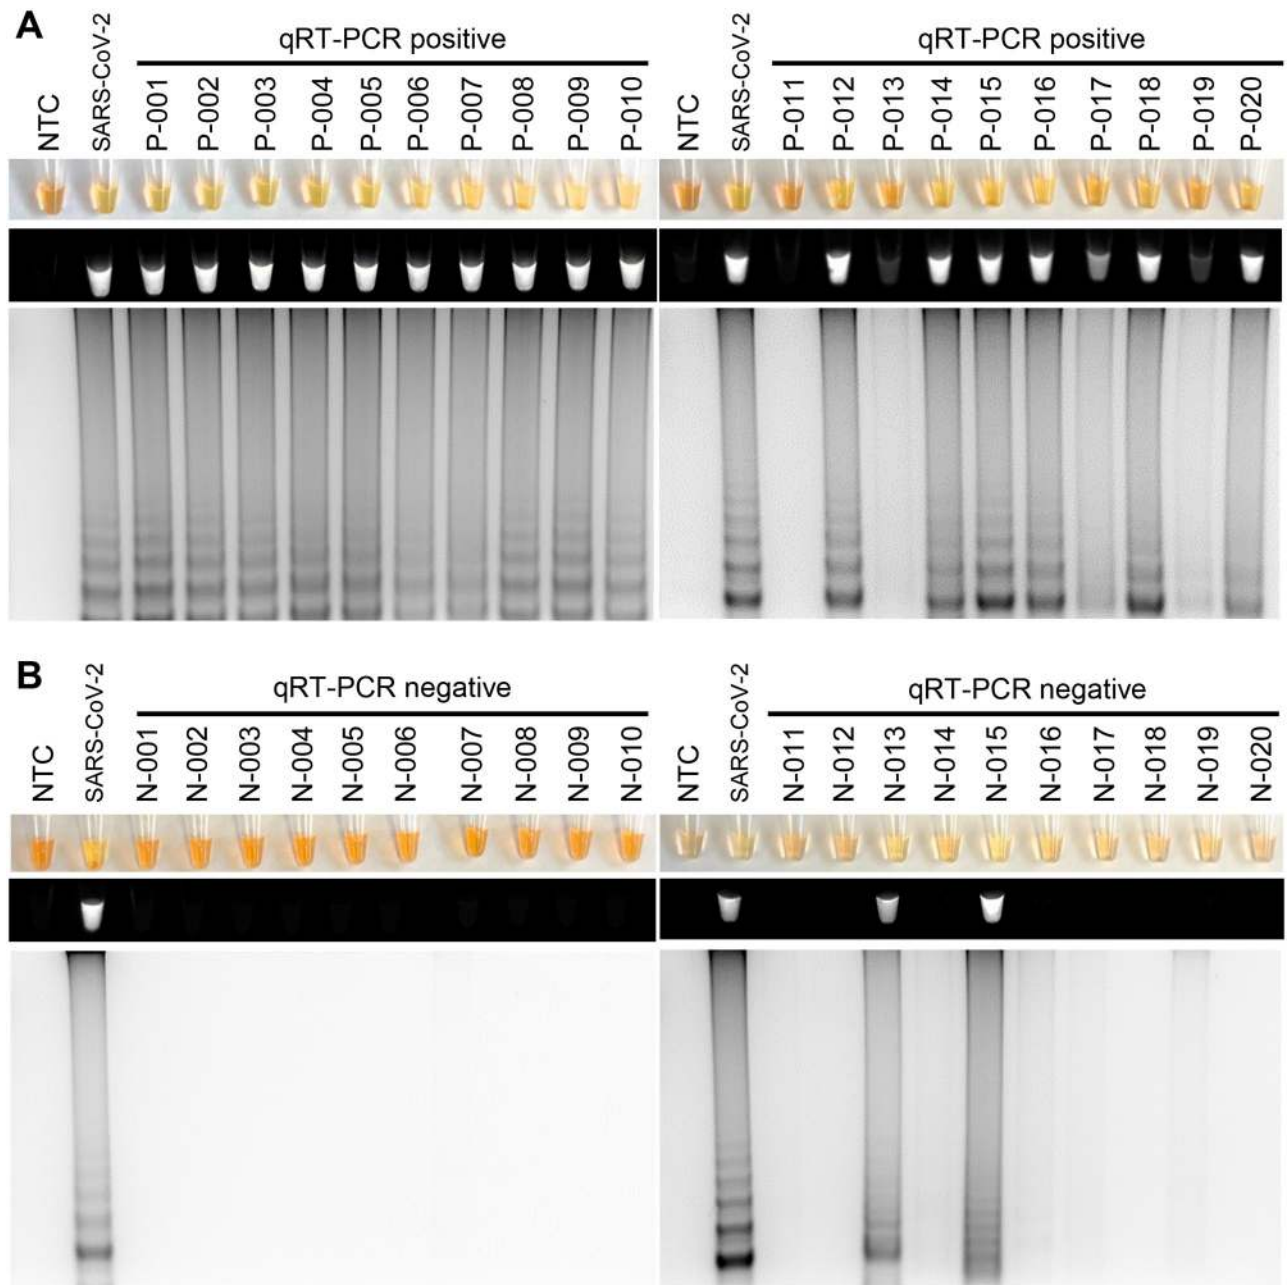 A
qRT-PCR positive
NTC
SARS-CoV-2
P-001
P-002
P-003
P-004
P-005
P-006
P-007
P-008
P-009
P-010
qRT-PCR positive
NTC
SARS-CoV-2
P-011
P-012
P-013
P-014
P-015
P-016
P-017
P-018
P-019
P-020
B
qRT-PCR negative
NTC
SARS-CoV-2
N-001
N-002
N-003
N-004
N-005
N-006
N-007
N-008
N-009
N-010
qRT-PCR negative
NTC
SARS-CoV-2
N-011
N-012
N-013
N-014
N-015
N-016
N-017
N-018
N-019
N-020